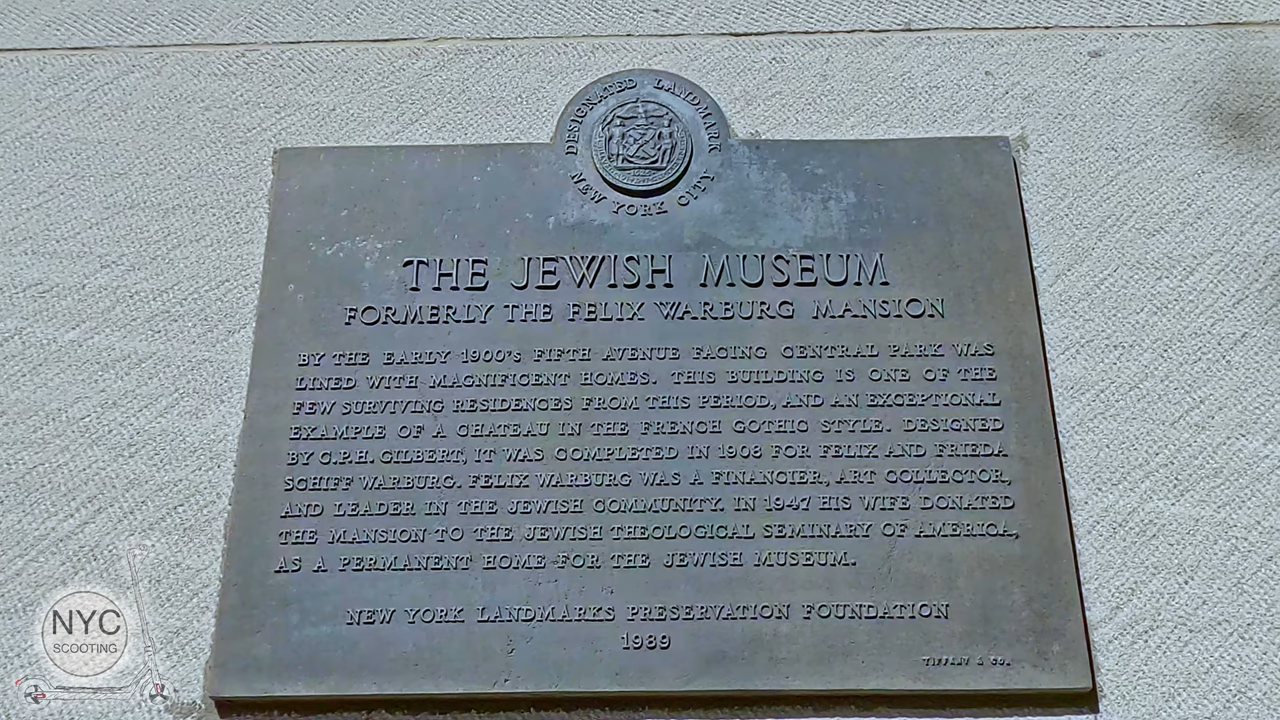 DESIGNATED LANDMARK
NEW YORK CITY
THE JEWISH MUSEUM
FORMERLY THE FELIX WARBURG MANSION
BY THE EARLY 1900's FIFTH AVENUE FACING CENTRAL PARK WAS
LINED WITH MAGNIFICENT HOMES. THIS BUILDING IS ONE OF THE
FEW SURVIVING RESIDENCES FROM THIS PERIOD, AND AN EXCEPTIONAL
EXAMPLE OF A CHATEAU IN THE FRENCH GOTHIC STYLE. DESIGNED
BY C.P.H. GILBERT, IT WAS COMPLETED IN 1908 FOR FELIX AND FRIEDA
SCHIFF WARBURG. FELIX WARBURG WAS A FINANCIER, ART COLLECTOR,
AND LEADER IN THE JEWISH COMMUNITY. IN 1947 HIS WIFE DONATED
THE MANSION TO THE JEWISH THEOLOGICAL SEMINARY OF AMERICA,
AS A PERMANENT HOME FOR THE JEWISH MUSEUM.
NEW YORK LANDMARKS PRESERVATION FOUNDATION
1989
TIFFANY & CO.
NYC
SCOOTING